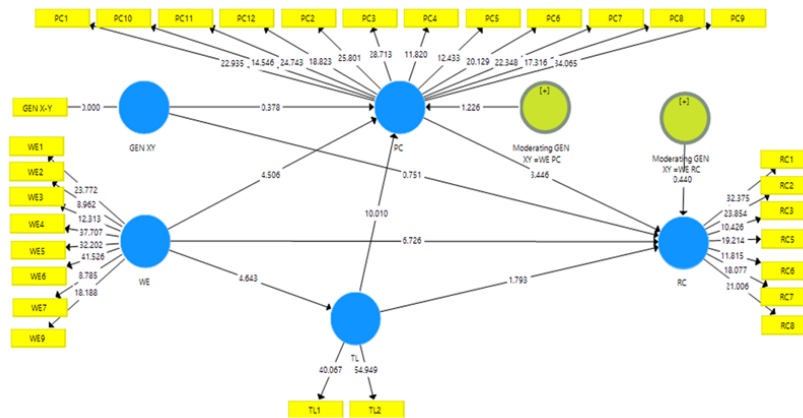 PC1 PC10 PC11 PC12 PC2 PC3 PC4 PC5 PC6 PC7 PC8 PC9
22.935 14.546 24.743 18.823 25.801 28.713 11.820 12.433 20.129 22.348 17.316 34.065
GEN X-Y 0.000 0.378 1.226 [+] [+]
GEN XY PC Moderating GEN
XY =WE PC
Moderating GEN
XY =WE RC
WE1
WE2
WE3
WE4
WE5
WE6
WE7
WE9
23.772
8.962
12.313
37.707
32.202
41.526
8.785
18.188
WE
4.506
0.751
3.446
0.440
10.010
6.726
4.643
1.793
RC1
RC2
RC3
RC5
RC6
RC7
RC8
32.375
23.854
10.426
19.214
11.815
18.077
21.006
RC
TL
40.067 54.949
TL1 TL2